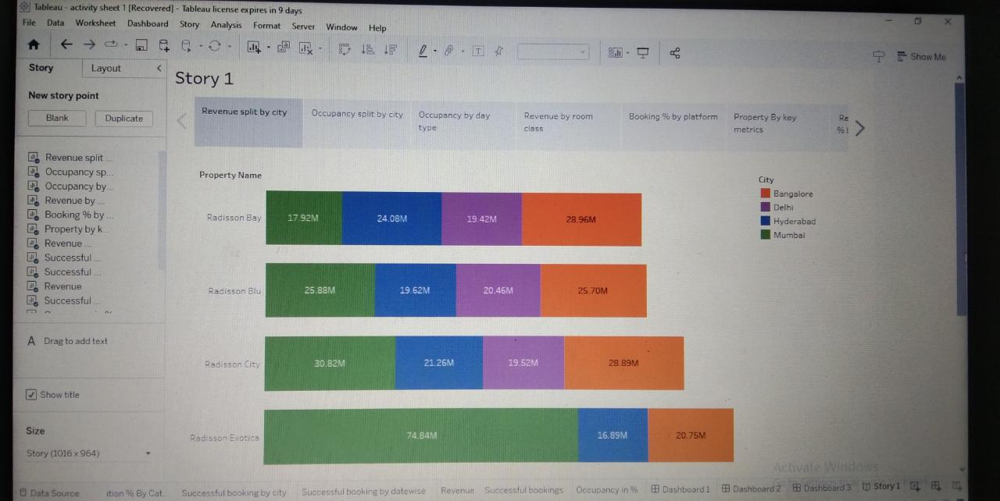 Tableau - activity sheet 1 [Recovered] - Tableau license expires in 9 days
File Data Worksheet Dashboard Story Analysis Format Server Window Help
Show Me
Story Layout
New story point
Blank Duplicate
Revenue split ...
Occupancy sp...
Occupancy by...
Revenue by ...
Booking % by ...
Property by k...
Revenue ...
Successful ...
Successful ...
Revenue
Successful ...
A Drag to add text
Show title
Size
Story (1016 x 964)
Story 1
Revenue split by city
Occupancy split by city
Occupancy by day
type
Revenue by room
class
Booking % by platform
Property By key
metrics
Re
Property Name
Radisson Bay 17.92M 24.08M 19.42M 28.96M
Radisson Blu 25.88M 19.62M 20.46M 25.70M
Radisson City 30.82M 21.26M 19.52M 28.89M
Radisson Exotica 74.84M 16.89M 20.75M
City
Bangalore
Delhi
Hyderabad
Mumbai
Activate Windows
Data Source ition % By Cat... Successful booking by city Successful booking by datewise Revenue Successful bookings Occupancy in % Dashboard 1 Dashboard 2 Dashboard 3 Story 1